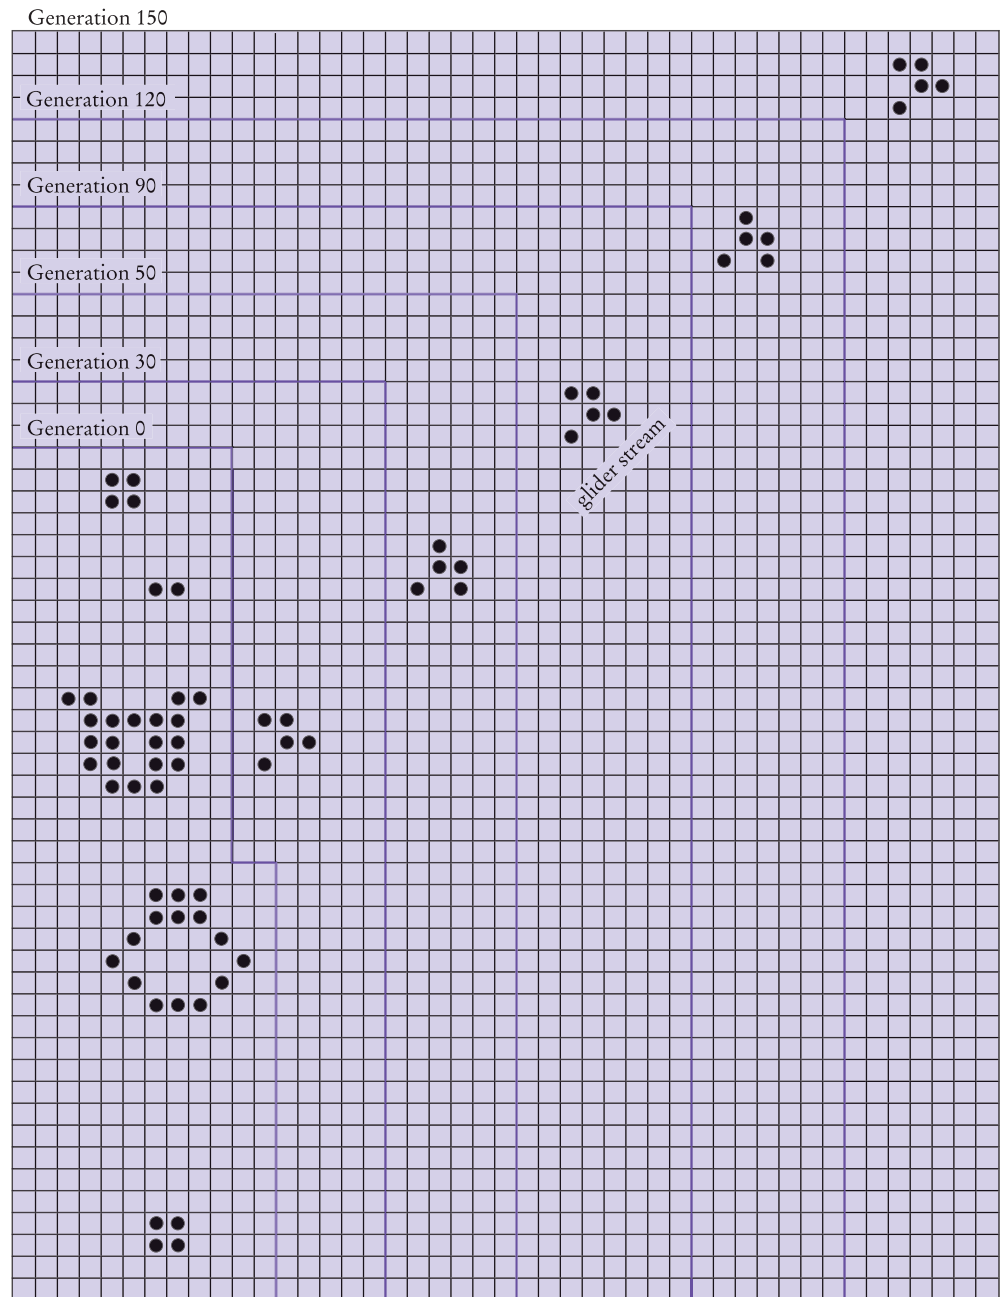 Generation 150
Generation 120
Generation 90
Generation 50
Generation 30
Generation 0
glider stream